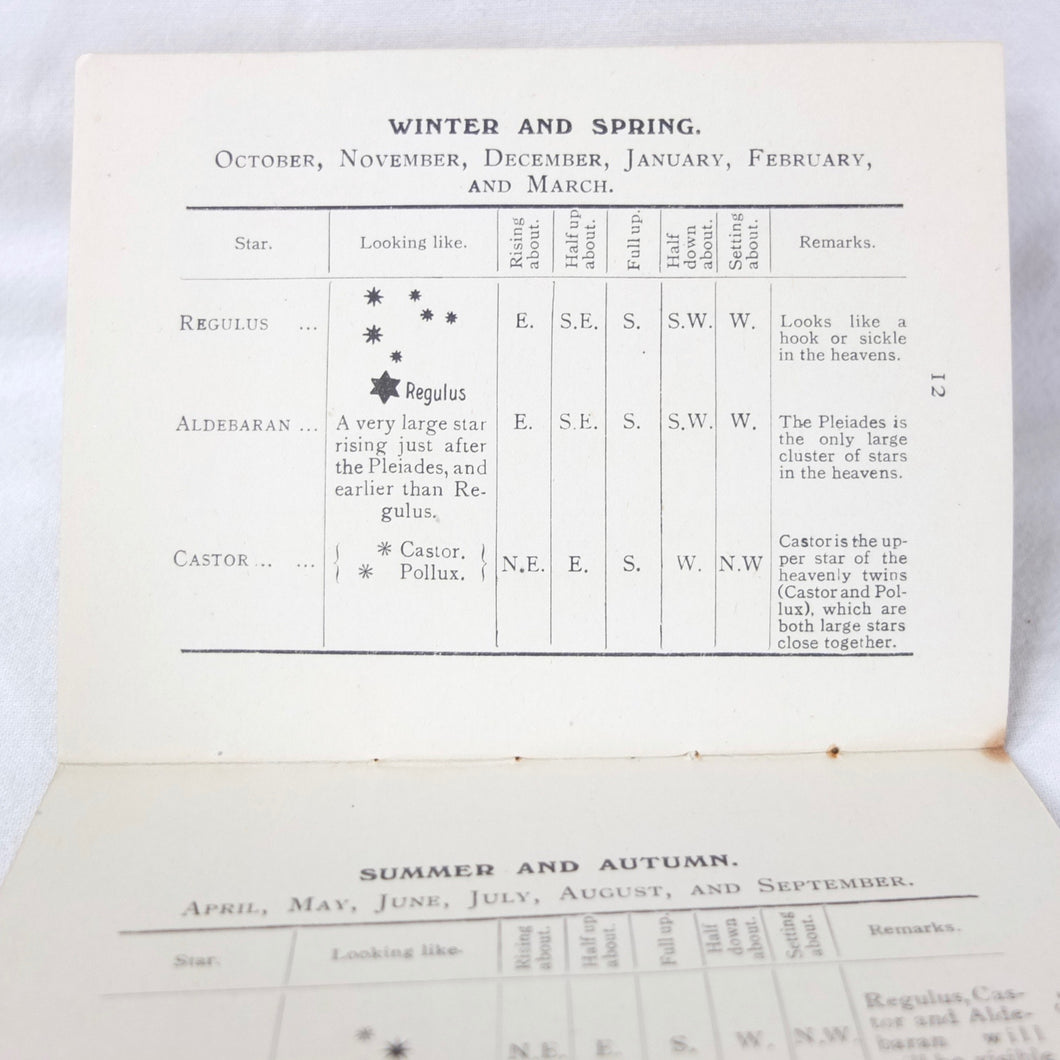 WINTER AND SPRING.
OCTOBER, NOVEMBER, DECEMBER, JANUARY, FEBRUARY,
AND MARCH.
Star.
Looking like.
Rising about.
Half up about.
Full up.
Half down about.
Setting about.
Remarks.
REGULUS ...
Regulus
E.
S.E.
S.
S.W.
W.
Looks like a
hook or sickle
in the heavens.
ALDEBARAN ...
A very large star
rising just after
the Pleiades, and
earlier than Re-
gulus.
E.
S.E.
S.
S.W.
W.
The Pleiades is
the only large
cluster of stars
in the heavens.
CASTOR ... ...
Castor.
Pollux.
N.E.
E.
S.
W.
N.W
Castor is the up-
per star of the
heavenly twins
(Castor and Pol-
lux), which are
both large stars
close together.
12
SUMMER AND AUTUMN.
APRIL, MAY, JUNE, JULY, AUGUST, AND SEPTEMBER.
Star.
Looking like.
Rising about.
Half up about.
Full up.
Half down about.
Setting about.
Remarks.
N.E.
E.
S.
W.
N.W.
Regulus, Cas-
tor and Alde-
baran will